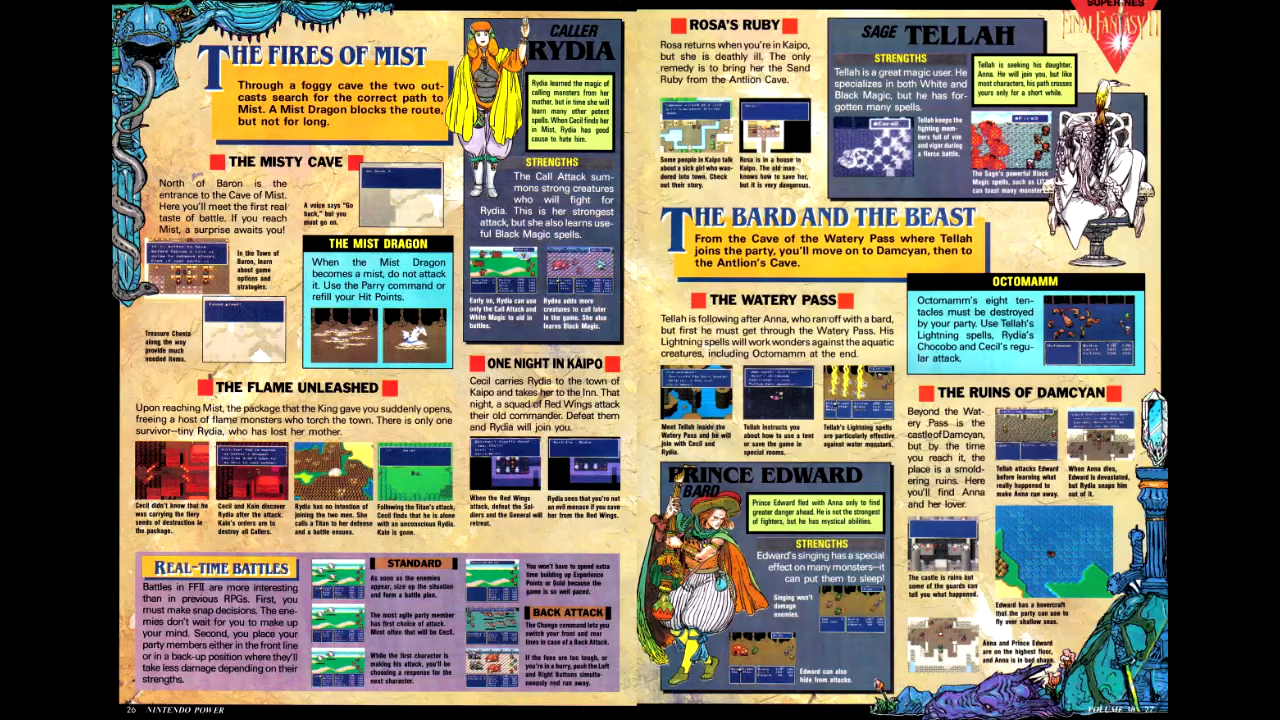 THE FIRES OF MIST
Through a foggy cave the two out-
casts search for the correct path to
Mist. A Mist Dragon blocks the route,
but not for long.
THE MISTY CAVE
North of Baron is the
entrance to the Cave of Mist.
Here you'll meet the first real
taste of battle. If you reach
Mist, a surprise awaits you!
A voice says "Go
back," but you
must go on.
In the Town of
Baron, learn
about game
options and
strategies.
Treasure Chests
along the way
provide much
needed items.
THE MIST DRAGON
When the Mist Dragon
becomes a mist, do not attack
it. Use the Parry command or
refill your Hit Points.
CALLER
RYDIA
Rydia learned the magic of
calling monsters from her
mother, but in time she will
learn many other potent
spells. When Cecil finds her
in Mist, Rydia has good
cause to hate him.
STRENGTHS
The Call Attack sum-
mons strong creatures
who will fight for
Rydia. This is her strongest
attack, but she also learns use-
ful Black Magic spells.
Early on, Rydia can use
only the Call Attack and
White Magic to aid in
battles.
Rydea adds more
creatures to call later
in the game. She also
learns Black Magic.
THE FLAME UNLEASHED
Upon reaching Mist, the package that the King gave you suddenly opens,
freeing a host of flame monsters who torch the town. There is only one
survivor—tiny Rydia, who has lost her mother.
Cecil didn't know that he
was carrying the fiery
seeds of destruction in
the package.
Cecil and Kain discover
Rydia after the attack.
Kain's orders are to
destroy all Callers.
Rydia has no intention of
joining the two men. She
calls a Titan to her defense
and a battle ensues.
Following the Titan's attack,
Cecil finds that he is alone
with an unconscious Rydia.
Kain is gone.
ONE NIGHT IN KAIPO
Cecil carries Rydia to the town of
Kaipo and takes her to the Inn. That
night, a squad of Red Wings attack
their old commander. Defeat them
and Rydia will join you.
When the Red Wings
attack, defeat the Sol-
diers and the General will
retreat.
Rydia sees that you're not
an evil menace if you save
her from the Red Wings.
REAL-TIME BATTLES
Battles in FFII are more interesting
than in previous RPGs. First, you
must make snap decisions. The ene-
mies don't wait for you to make up
your mind. Second, you place your
party members either in the front line
or in a back-up position where they'll
take less damage depending on their
strengths.
STANDARD
As soon as the enemies
appear, size up the situation
and form a battle plan.
The most agile party member
has first choice of attack.
Most often that will be Cecil.
While the first character is
making his attack, you'll be
choosing a response for the
next character.
You won't have to spend extra
time building up Experience
Points or Gold because the
game is so well paced.
BACK ATTACK
The Change command lets you
switch your front and rear
lines in case of a Back Attack.
If the foes are too tough, or
you're in a hurry, push the Left
and Right Buttons simulta-
neously and run away.
26 NINTENDO POWER
ROSA'S RUBY
Rosa returns when you're in Kaipo,
but she is deathly ill. The only
remedy is to bring her the Sand
Ruby from the Antlion Cave.
Some people in Kaipo talk
about a sick girl who wan-
dered into town. Check
out their story.
Rosa is in a house in
Kaipo. The old man
knows how to save her,
but it is very dangerous.
SAGE TELLAH
STRENGTHS
Tellah is a great magic user. He
specializes in both White and
Black Magic, but he has for-
gotten many spells.
Tellah is seeking his daughter,
Anna. He will join you, but like
most characters, his path crosses
yours only for a short while.
Tellah keeps the
fighting mem-
bers full of vim
and vigor during
a fierce battle.
The Sage's powerful Black
Magic spells, such as LIT,
can toast many monsters.
SUPER NES
FINAL FANTASY II
THE BARD AND THE BEAST
From the Cave of the Watery Pass where Tellah
joins the party, you'll move on to Damcyan, then to
the Antlion's Cave.
THE WATERY PASS
Tellah is following after Anna, who ran off with a bard,
but first he must get through the Watery Pass. His
Lightning spells will work wonders against the aquatic
creatures, including Octomamm at the end.
Meet Tellah inside the
Watery Pass and he will
join with Cecil and
Rydia.
Tellah instructs you
about how to use a tent
or save the game in
special rooms.
Tellah's Lightning spells
are particularly effective
against water monsters.
OCTOMAMM
Octomamm's eight ten-
tacles must be destroyed
by your party. Use Tellah's
Lightning spells, Rydia's
Chocobo and Cecil's regu-
lar attack.
PRINCE EDWARD
BARD
Prince Edward fled with Anna only to find
greater danger ahead. He is not the strongest
of fighters, but he has mystical abilities.
STRENGTHS
Edward's singing has a special
effect on many monsters—it
can put them to sleep!
Singing won't
damage
enemies.
Edward can also
hide from attacks.
THE RUINS OF DAMCYAN
Beyond the Wat-
ery Pass is the
castle of Damcyan,
but by the time
you reach it, the
place is a smold-
ering ruins. Here
you'll find Anna
and her lover.
Tellah attacks Edward
before learning what
really happened to
make Anna run away.
When Anna dies,
Edward is devastated,
but Rydia snaps him
out of it.
The castle is ruins but
some of the guards can
tell you what happened.
Edward has a hovercraft
that the party can use to
fly over shallow seas.
Anna and Prince Edward
are on the highest floor,
and Anna is in bad shape.
VOLUME 30 27